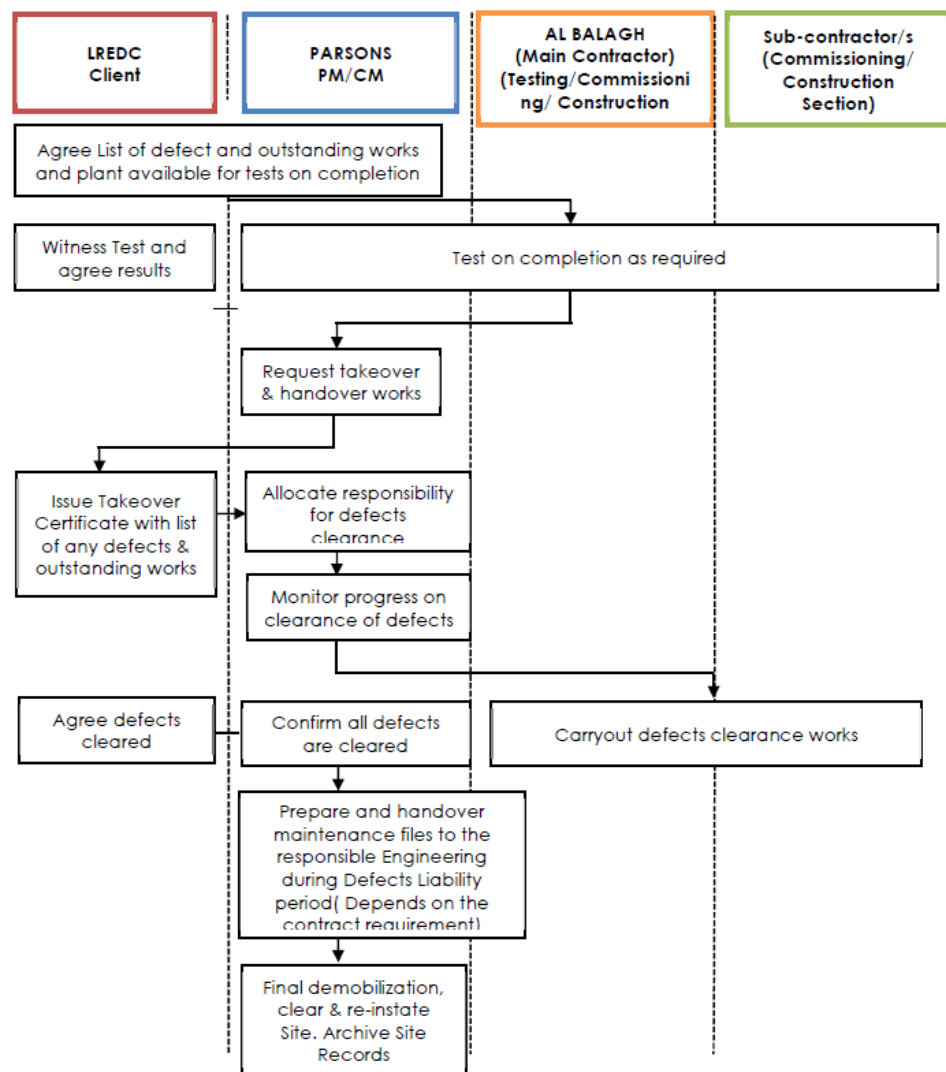 LREDC
Client
PARSONS
PM/CM
AL BALAGH
(Main Contractor)
(Testing/Commissioni
ng/ Construction
Sub-contractor/s
(Commissioning/
Construction
Section)
Agree List of defect and outstanding works
and plant available for tests on completion
Witness Test and
agree results
Test on completion as required
Request takeover
& handover works
Issue Takeover
Certificate with list
of any defects &
outstanding works
Allocate responsibility
for defects
clearance
Monitor progress on
clearance of defects
Agree defects
cleared
Confirm all defects
are cleared
Carryout defects clearance works
Prepare and handover
maintenance files to the
responsible Engineering
during Defects Liability
period( Depends on the
contract requirement)
Final demobilization,
clear & re-instate
Site. Archive Site
Records